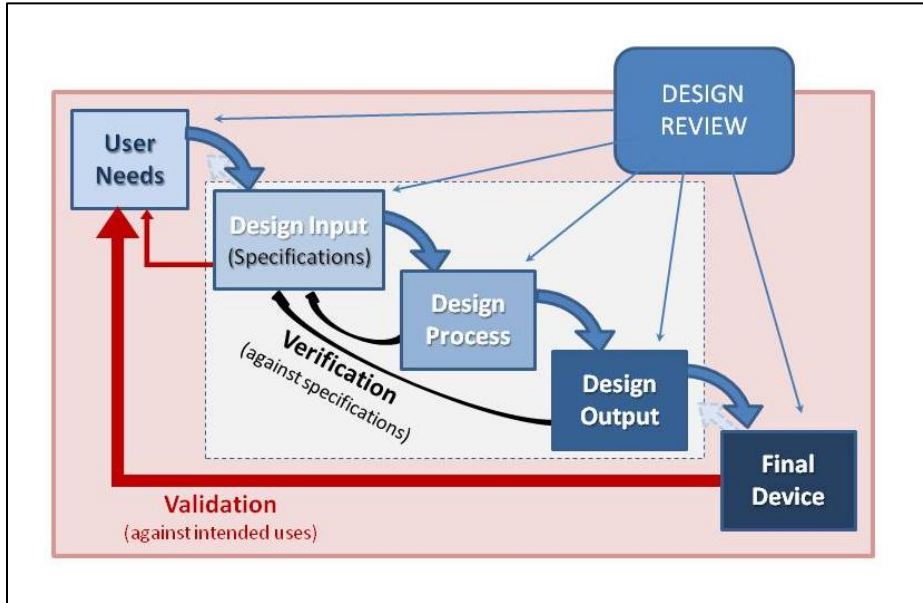 DESIGN
REVIEW
User
Needs
Design Input
(Specifications)
Design
Process
Verification
(against specifications)
Design
Output
Final
Device
Validation
(against intended uses)